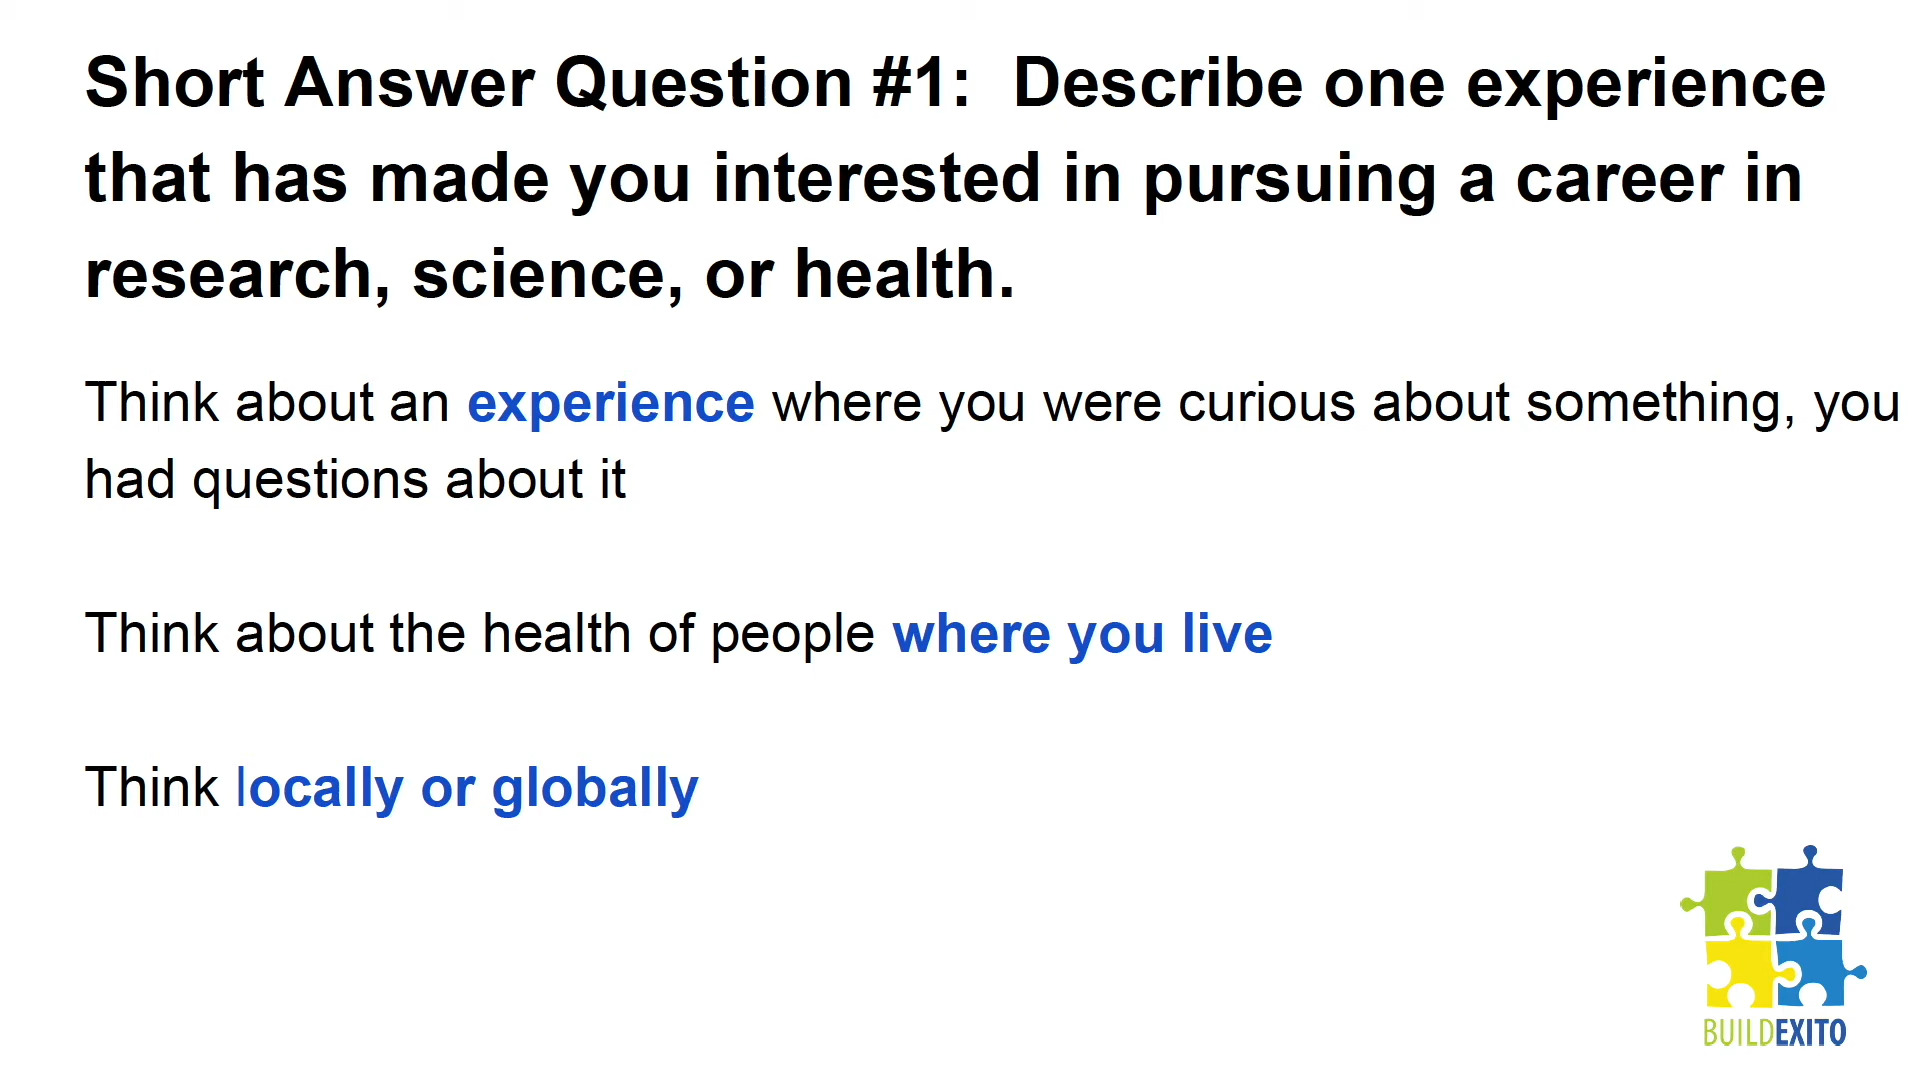 Short Answer Question #1:  Describe one experience
that has made you interested in pursuing a career in
research, science, or health.
Think about an experience where you were curious about something, you
had questions about it
Think about the health of people where you live
Think locally or globally
BUILDEXITO